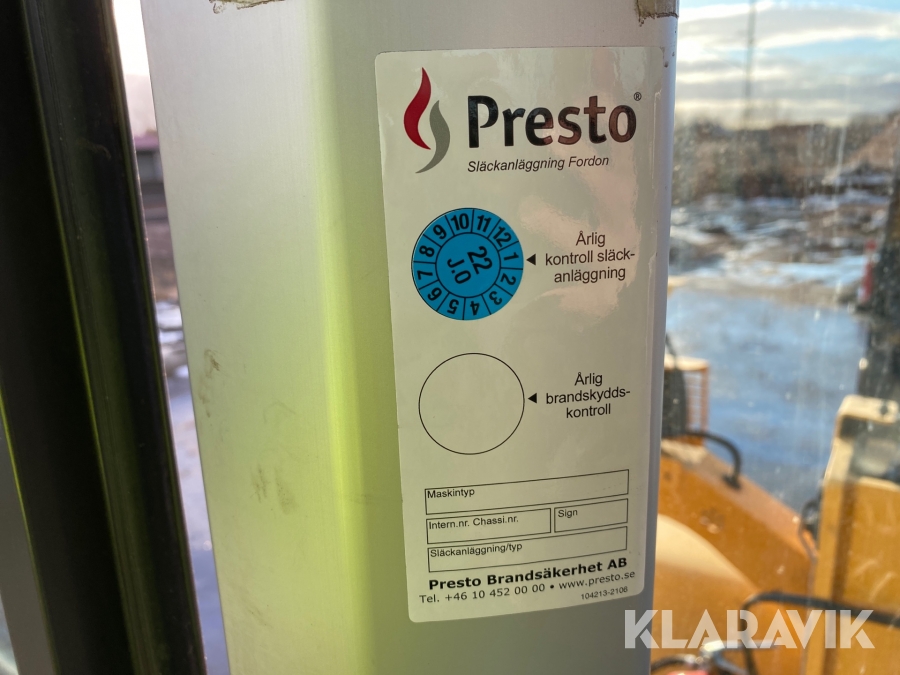 Presto®
Släckanläggning Fordon
1 2 3 4 5 6 7 8 9 10 11 12
22
J.O
Årlig
kontroll släck-
anläggning
Årlig
brandskydds-
kontroll
Maskintyp
Intern.nr. Chassi.nr.
Sign
Släckanläggning/typ
Presto Brandsäkerhet AB
Tel. +46 10 452 00 00 • www.presto.se
104213-2106
KLARAVIK